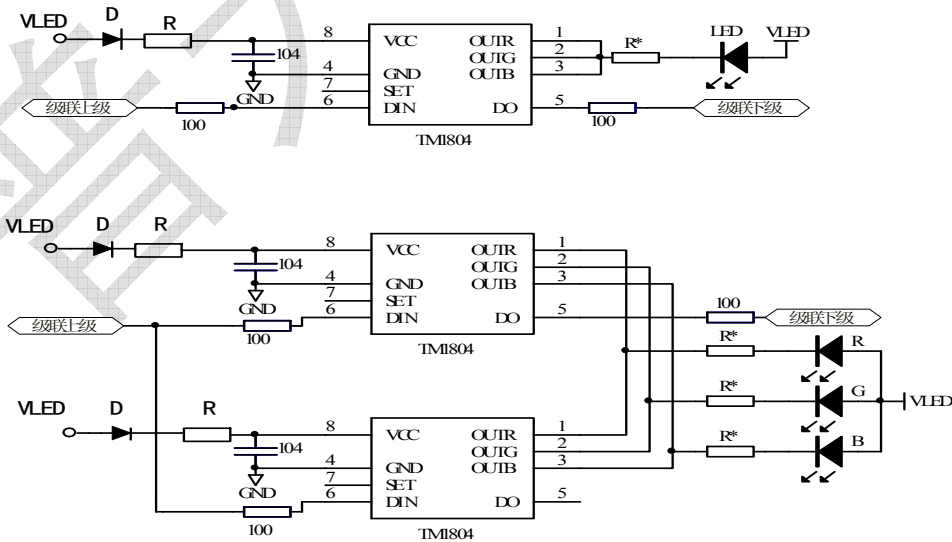 VLED D R 8 VCC OUTR 1 R* LED VLED
104 OUTG 2
4 GND OUTB 3
7 SET
级联上级 GND 6 DIN DO 5 级联下级
100 100
TM1804
VLED D R 8 VCC OUTR 1
104 OUTG 2
4 GND OUTB 3
7 SET
级联上级 GND 6 DIN DO 5 100 级联下级
100
TM1804
R* R
VLED D R R* G VLED
8 VCC OUTR 1
104 OUTG 2 R* B
4 GND OUTB 3
7 SET
GND 6 DIN DO 5
100
TM1804